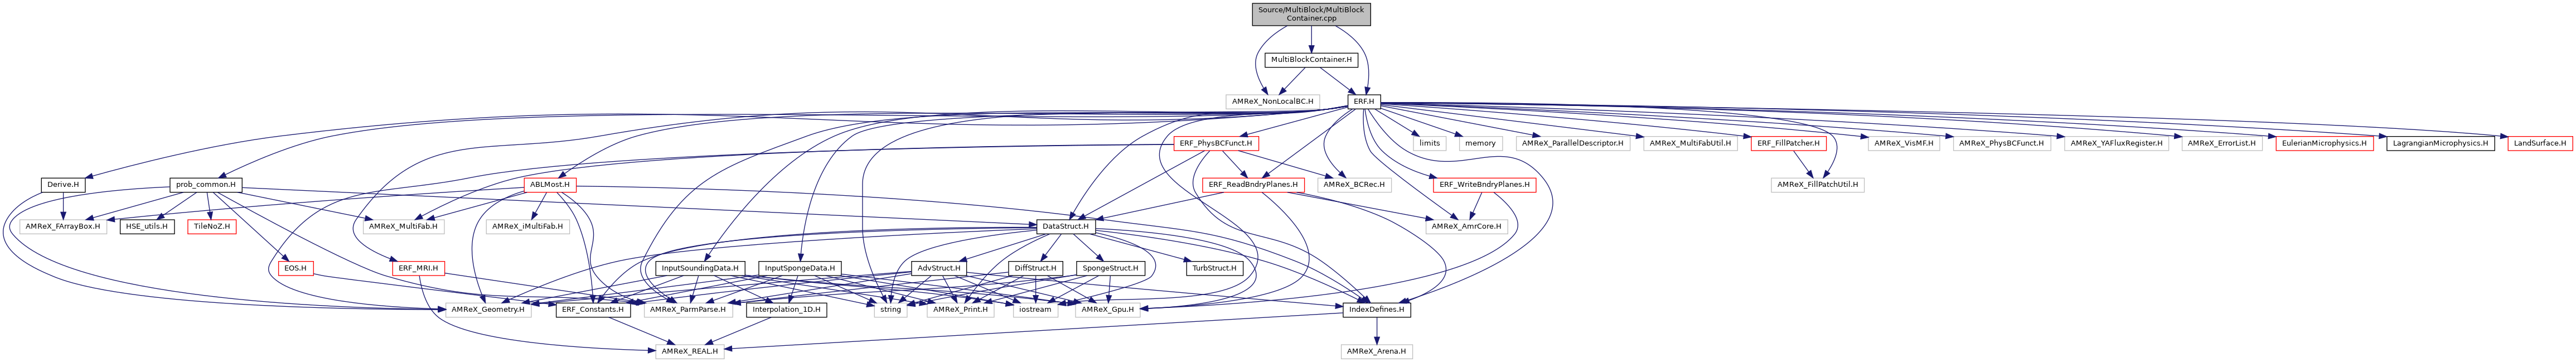 Source/MultiBlock/MultiBlock
Container.cpp
MultiBlockContainer.H
AMReX_NonLocalBC.H
ERF.H
ERF_PhysBCFunct.H
limits
memory
AMReX_ParallelDescriptor.H
AMReX_MultiFabUtil.H
ERF_FillPatcher.H
AMReX_VisMF.H
AMReX_PhysBCFunct.H
AMReX_YAFluxRegister.H
AMReX_ErrorList.H
EulerianMicrophysics.H
LagrangianMicrophysics.H
LandSurface.H
Derive.H
prob_common.H
ABLMost.H
ERF_ReadBndryPlanes.H
AMReX_BCRec.H
ERF_WriteBndryPlanes.H
AMReX_FillPatchUtil.H
AMReX_FArrayBox.H
HSE_utils.H
TileNoZ.H
AMReX_MultiFab.H
AMReX_iMultiFab.H
DataStruct.H
AMReX_AmrCore.H
EOS.H
ERF_MRI.H
InputSoundingData.H
InputSpongeData.H
AdvStruct.H
DiffStruct.H
SpongeStruct.H
TurbStruct.H
AMReX_Geometry.H
ERF_Constants.H
AMReX_ParmParse.H
Interpolation_1D.H
string
AMReX_Print.H
iostream
AMReX_Gpu.H
IndexDefines.H
AMReX_REAL.H
AMReX_Arena.H